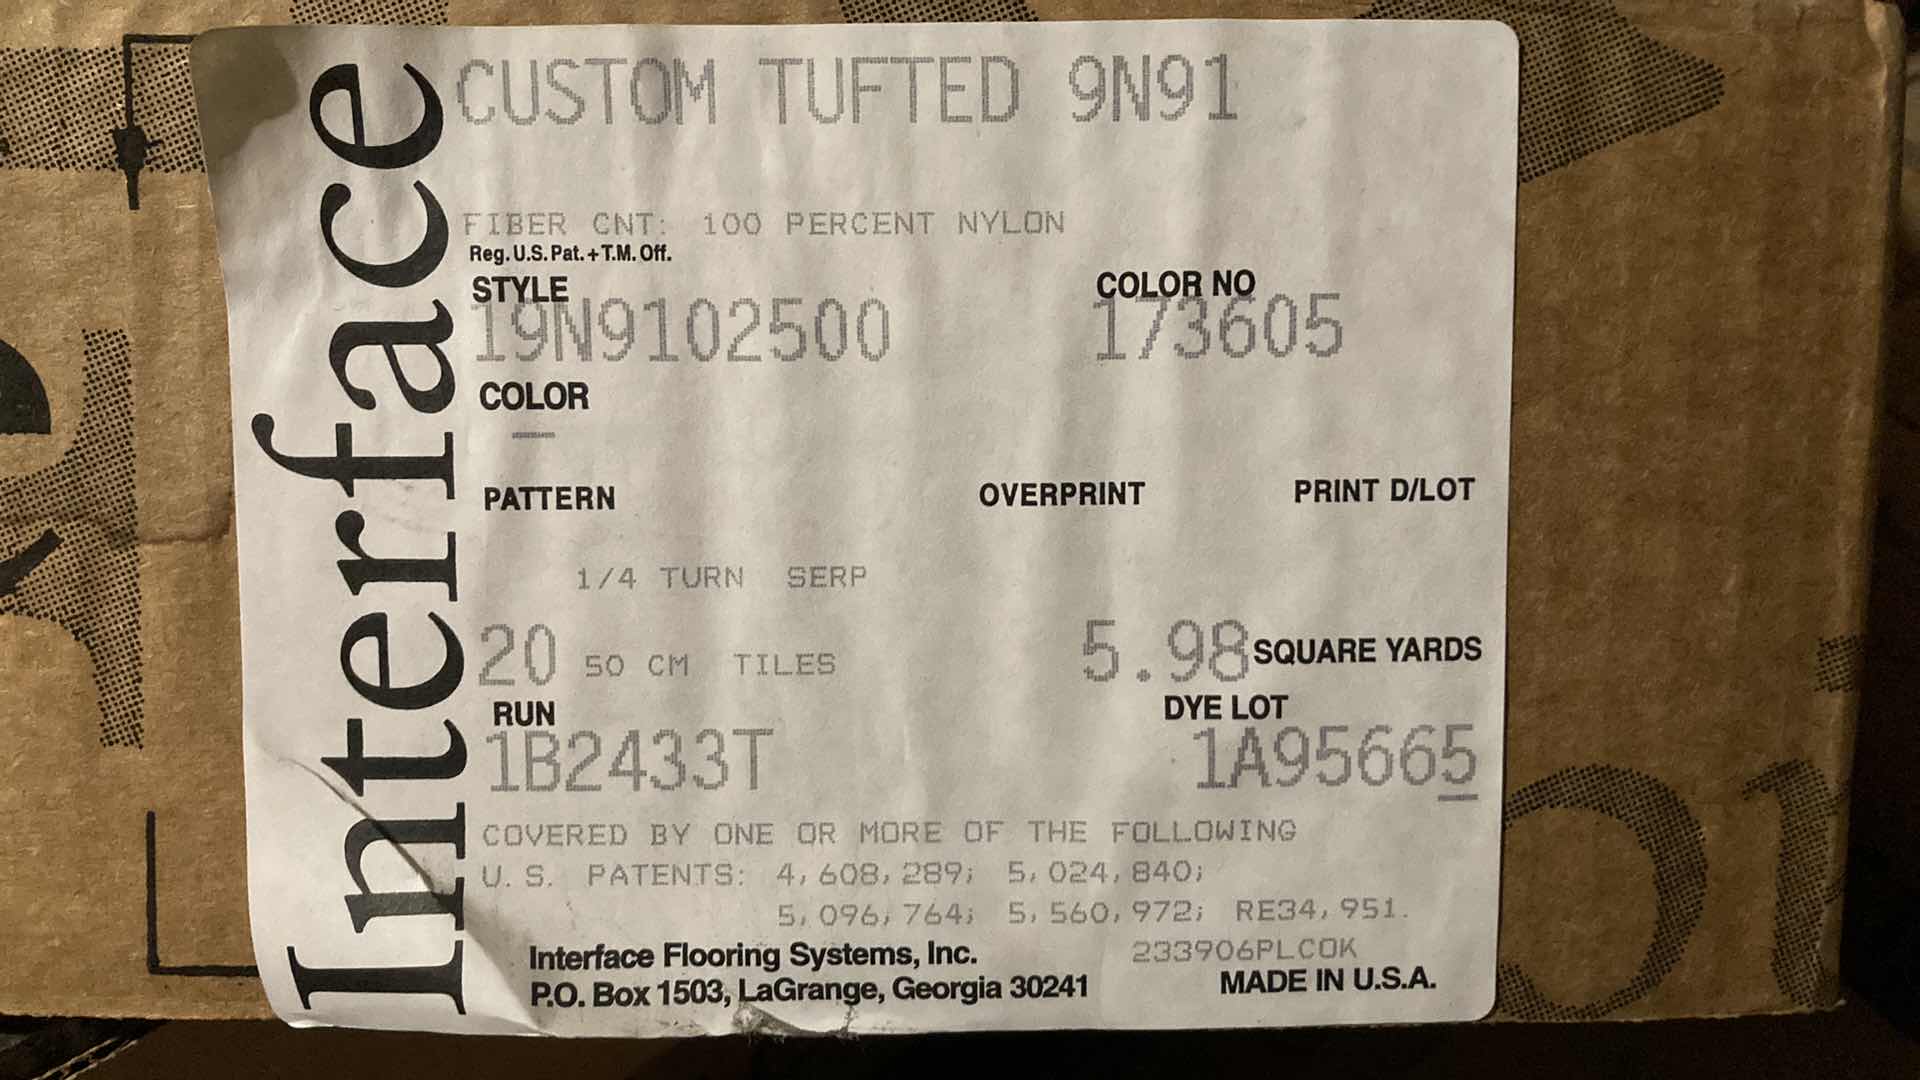 Interface
CUSTOM TUFTED 9N91
FIBER CNT: 100 PERCENT NYLON
Reg. U.S. Pat. + T.M. Off.
STYLE COLOR NO
19N9102500 173605
COLOR
PATTERN OVERPRINT PRINT D/LOT
1/4 TURN SERP
20 50 CM TILES 5.98 SQUARE YARDS
RUN DYE LOT
1B2433T 1A95665
COVERED BY ONE OR MORE OF THE FOLLOWING
U.S. PATENTS: 4,608,289; 5,024,840;
5,096,764; 5,560,972; RE34,951.
Interface Flooring Systems, Inc. 233906PLCOK
P.O. Box 1503, LaGrange, Georgia 30241 MADE IN U.S.A.